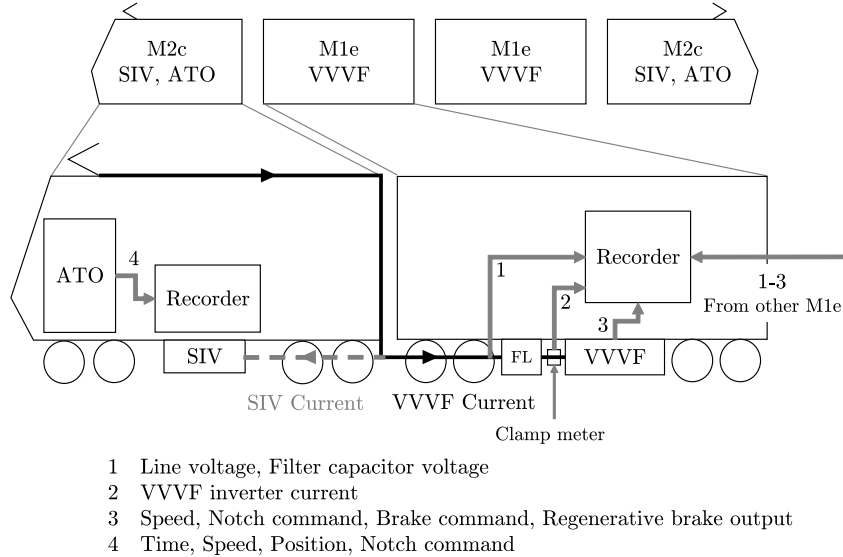 M2c
SIV, ATO
M1e
VVVF
M1e
VVVF
M2c
SIV, ATO
ATO
4
Recorder
1
2
3
Recorder
1-3
From other M1e
SIV
FL
VVVF
SIV Current
VVVF Current
Clamp meter
1 Line voltage, Filter capacitor voltage
2 VVVF inverter current
3 Speed, Notch command, Brake command, Regenerative brake output
4 Time, Speed, Position, Notch command